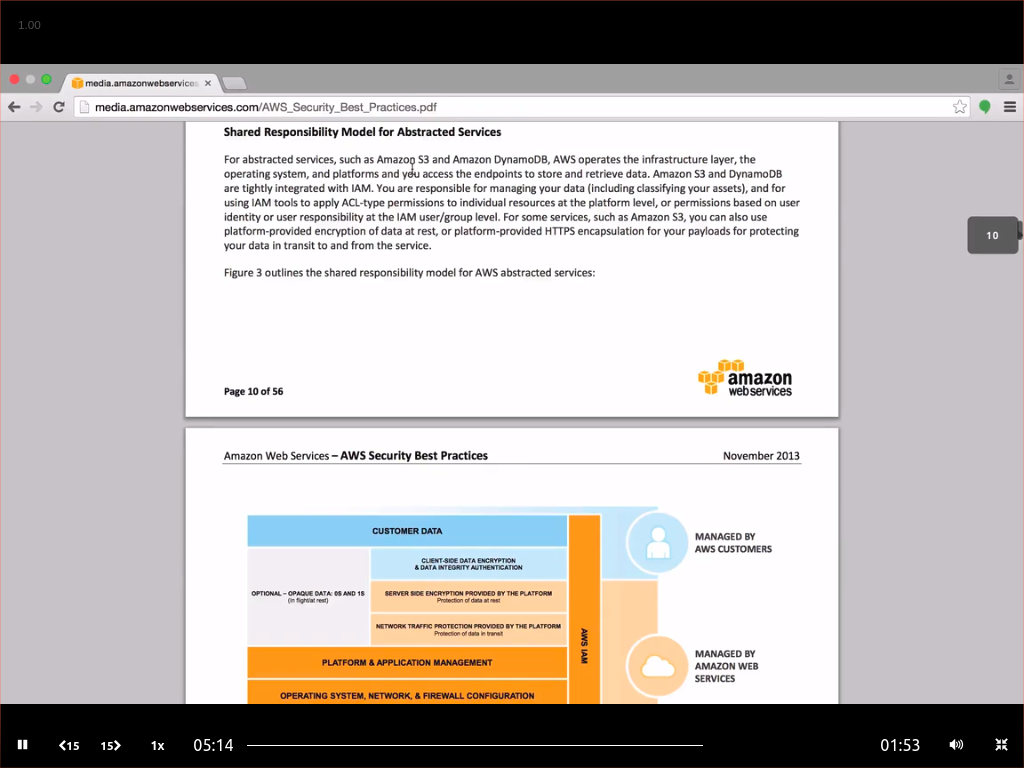 1.00
media.amazonwebservices
media.amazonwebservices.com/AWS_Security_Best_Practices.pdf
Shared Responsibility Model for Abstracted Services
For abstracted services, such as Amazon S3 and Amazon DynamoDB, AWS operates the infrastructure layer, the
operating system, and platforms and you access the endpoints to store and retrieve data. Amazon S3 and DynamoDB
are tightly integrated with IAM. You are responsible for managing your data (including classifying your assets), and for
using IAM tools to apply ACL-type permissions to individual resources at the platform level, or permissions based on user
identity or user responsibility at the IAM user/group level. For some services, such as Amazon S3, you can also use
platform-provided encryption of data at rest, or platform-provided HTTPS encapsulation for your payloads for protecting
your data in transit to and from the service.
10
Figure 3 outlines the shared responsibility model for AWS abstracted services:
amazon
webservices
Page 10 of 56
Amazon Web Services – AWS Security Best Practices
November 2013
CUSTOMER DATA
CLIENT-SIDE DATA ENCRYPTION
& DATA INTEGRITY AUTHENTICATION
OPTIONAL – OPAQUE DATA: 0S AND 1S
(in flight/at rest)
SERVER SIDE ENCRYPTION PROVIDED BY THE PLATFORM
Protection of data at rest
NETWORK TRAFFIC PROTECTION PROVIDED BY THE PLATFORM
Protection of data in transit
PLATFORM & APPLICATION MANAGEMENT
OPERATING SYSTEM, NETWORK, & FIREWALL CONFIGURATION
AWS IAM
MANAGED BY
AWS CUSTOMERS
MANAGED BY
AMAZON WEB
SERVICES
15
15
1x
05:14
01:53